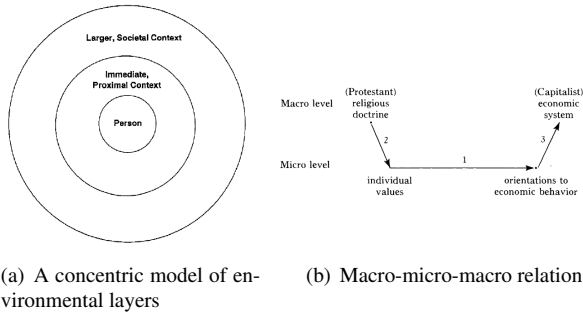 Larger, Societal Context
Immediate,
Proximal Context
Person
Macro level
(Protestant)
religious
doctrine
(Capitalist)
economic
system
2
3
1
Micro level
individual
values
orientations to
economic behavior
(a) A concentric model of en-
vironmental layers
(b) Macro-micro-macro relation